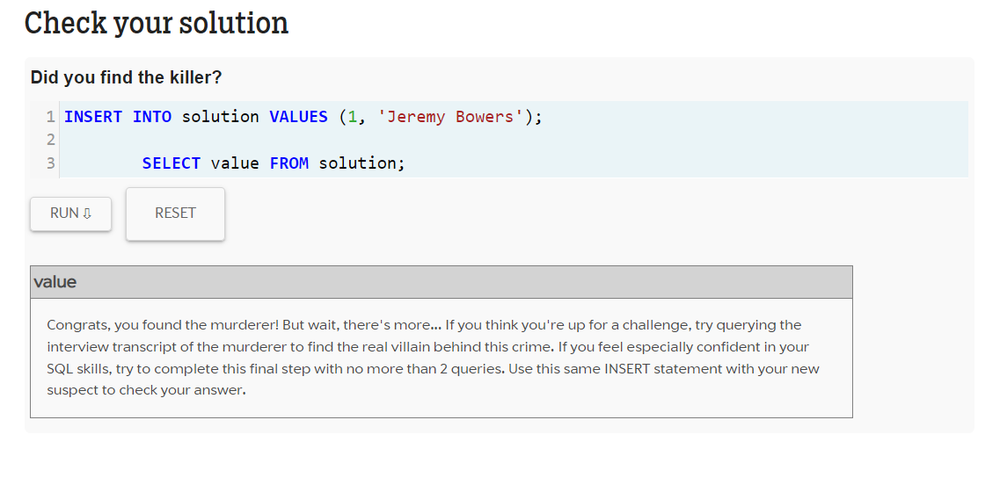 Check your solution
Did you find the killer?
1 INSERT INTO solution VALUES (1, 'Jeremy Bowers');
2
3 SELECT value FROM solution;
RUN ⇩
RESET
value
Congrats, you found the murderer! But wait, there's more... If you think you're up for a challenge, try querying the
interview transcript of the murderer to find the real villain behind this crime. If you feel especially confident in your
SQL skills, try to complete this final step with no more than 2 queries. Use this same INSERT statement with your new
suspect to check your answer.